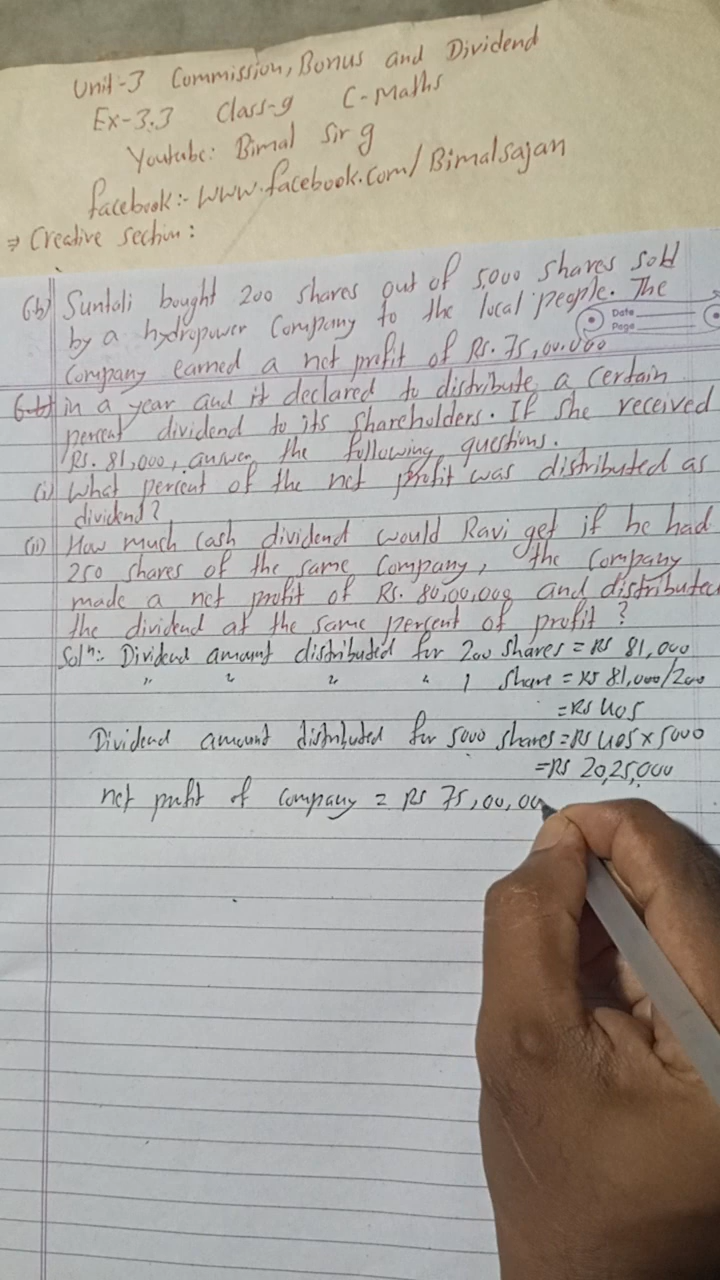 Unit-3 Commission, Bonus and Dividend
Ex-3.3 Class-9 C-Maths
Youtube: Bimal Sir g
facebook:- www.facebook.com/Bimalsajan
⇒ Creative section:
6b) Suntali bought 200 shares out of 5,000 shares sold
by a hydropower Company to the local people. The
Company earned a net profit of Rs. 75,00,000
Date
Page
in a year and it declared to distribute a certain
percent dividend to its shareholders. If she received
Rs. 81,000, answer the following questions.
(i) What percent of the net profit was distributed as
dividend?
(ii) How much cash dividend would Ravi get if he had
250 shares of the same Company, the Company
made a net profit of Rs. 80,00,000 and distributed
the dividend at the same percent of profit?
Solⁿ: Dividend amount distributed for 200 shares = Rs 81,000
" " " " 1 share = Rs 81,000/200
= Rs 405
Dividend amount distributed for 5000 shares = Rs 405 × 5000
= Rs 20,25,000
net profit of Company = Rs 75,00,00